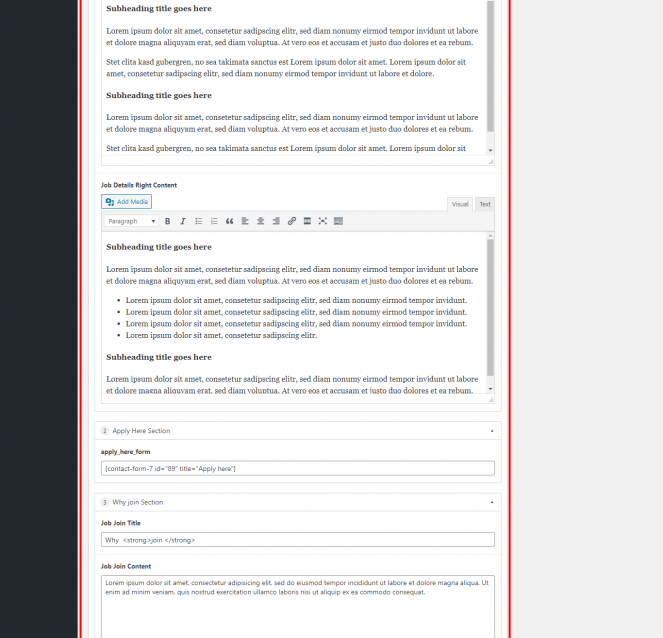 Subheading title goes here
Lorem ipsum dolor sit amet, consetetur sadipscing elitr, sed diam nonumy eirmod tempor invidunt ut labore
et dolore magna aliquyam erat, sed diam voluptua. At vero eos et accusam et justo duo dolores et ea rebum.
Stet clita kasd gubergren, no sea takimata sanctus est Lorem ipsum dolor sit amet. Lorem ipsum dolor sit
amet, consetetur sadipscing elitr, sed diam nonumy eirmod tempor invidunt ut labore et dolore.
Subheading title goes here
Lorem ipsum dolor sit amet, consetetur sadipscing elitr, sed diam nonumy eirmod tempor invidunt ut labore
et dolore magna aliquyam erat, sed diam voluptua. At vero eos et accusam et justo duo dolores et ea rebum.
Stet clita kasd gubergren, no sea takimata sanctus est Lorem ipsum dolor sit amet. Lorem ipsum dolor sit
Job Details Right Content
Add Media
Visual Text
Paragraph B I
Subheading title goes here
Lorem ipsum dolor sit amet, consetetur sadipscing elitr, sed diam nonumy eirmod tempor invidunt ut labore
et dolore magna aliquyam erat, sed diam voluptua. At vero eos et accusam et justo duo dolores et ea rebum.
• Lorem ipsum dolor sit amet, consetetur sadipscing elitr, sed diam nonumy eirmod tempor invidunt.
• Lorem ipsum dolor sit amet, consetetur sadipscing elitr, sed diam nonumy eirmod tempor invidunt.
• Lorem ipsum dolor sit amet, consetetur sadipscing elitr, sed diam nonumy eirmod tempor invidunt.
• Lorem ipsum dolor sit amet, consetetur sadipscing elitr.
Subheading title goes here
Lorem ipsum dolor sit amet, consetetur sadipscing elitr, sed diam nonumy eirmod tempor invidunt ut labore
et dolore magna aliquyam erat, sed diam voluptua. At vero eos et accusam et justo duo dolores et ea rebum.
2 Apply Here Section
apply_here_form
[contact-form-7 id="89" title="Apply here"]
3 Why join Section
Job Join Title
Why <strong>join </strong>
Job Join Content
Lorem ipsum dolor sit amet, consectetur adipisicing elit, sed do eiusmod tempor incididunt ut labore et dolore magna aliqua. Ut
enim ad minim veniam, quis nostrud exercitation ullamco laboris nisi ut aliquip ex ea commodo consequat.